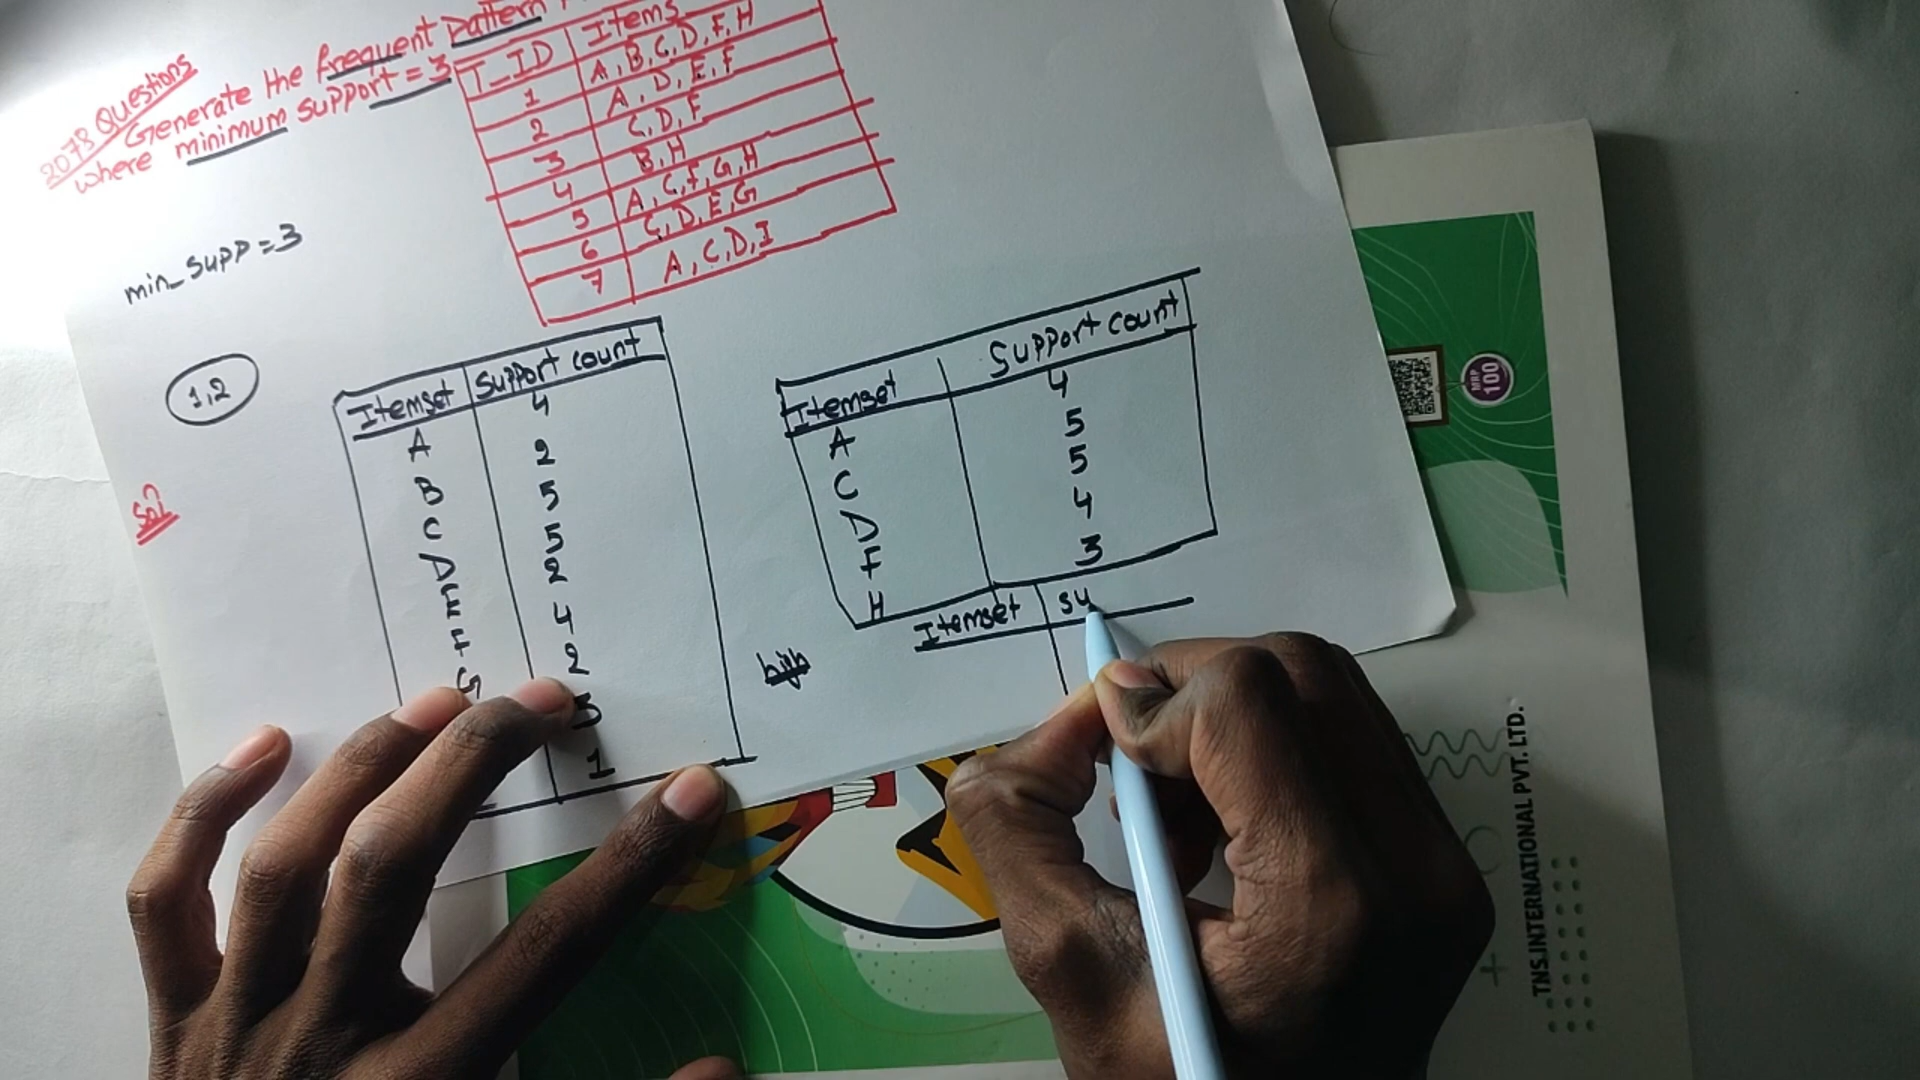 2078 Questions
Generate the frequent pattern
where minimum support = 3
T_ID Items
1 A, B, C, D, F, H
2 A, D, E, F
3 C, D, F
4 B, H
5 A, C, F, G, H
6 C, D, E, G
7 A, C, D, I
min_supp = 3
1,2
Itemset Support count
A 4
B 2
C 5
D 5
E 2
F 4
G 2
1
Itemset Support count
A 4
C 5
D 5
F 4
H 3
Itemset su
MRP
100
TNS.INTERNATIONAL PVT. LTD.